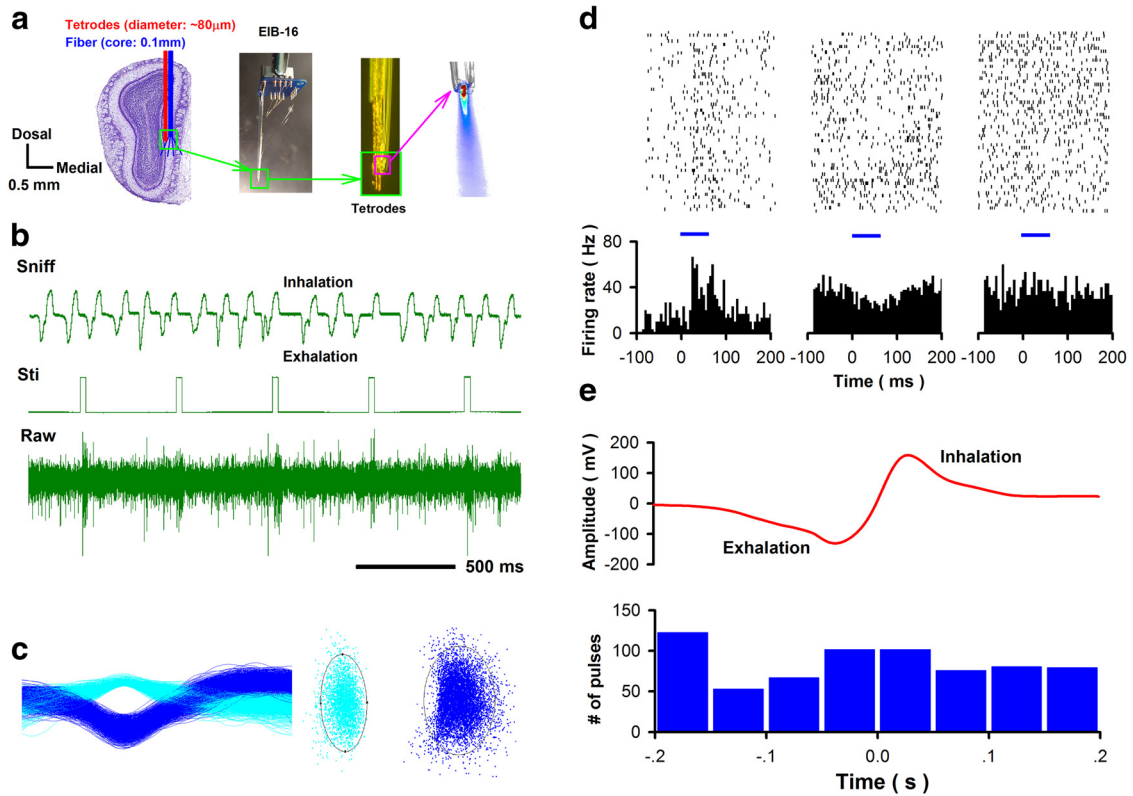 a
Tetrodes (diameter: ~80μm)
Fiber (core: 0.1mm)
EIB-16
Dosal
Medial
0.5 mm
Tetrodes
b
Sniff
Inhalation
Exhalation
Sti
Raw
500 ms
c
d
Firing rate ( Hz )
80
40
0
-100 0 100 200
-100 0 100 200
-100 0 100 200
Time ( ms )
e
Amplitude ( mV )
200
100
0
-100
-200
Inhalation
Exhalation
# of pulses
150
100
50
0
-.2 -.1 0.0 .1 .2
Time ( s )